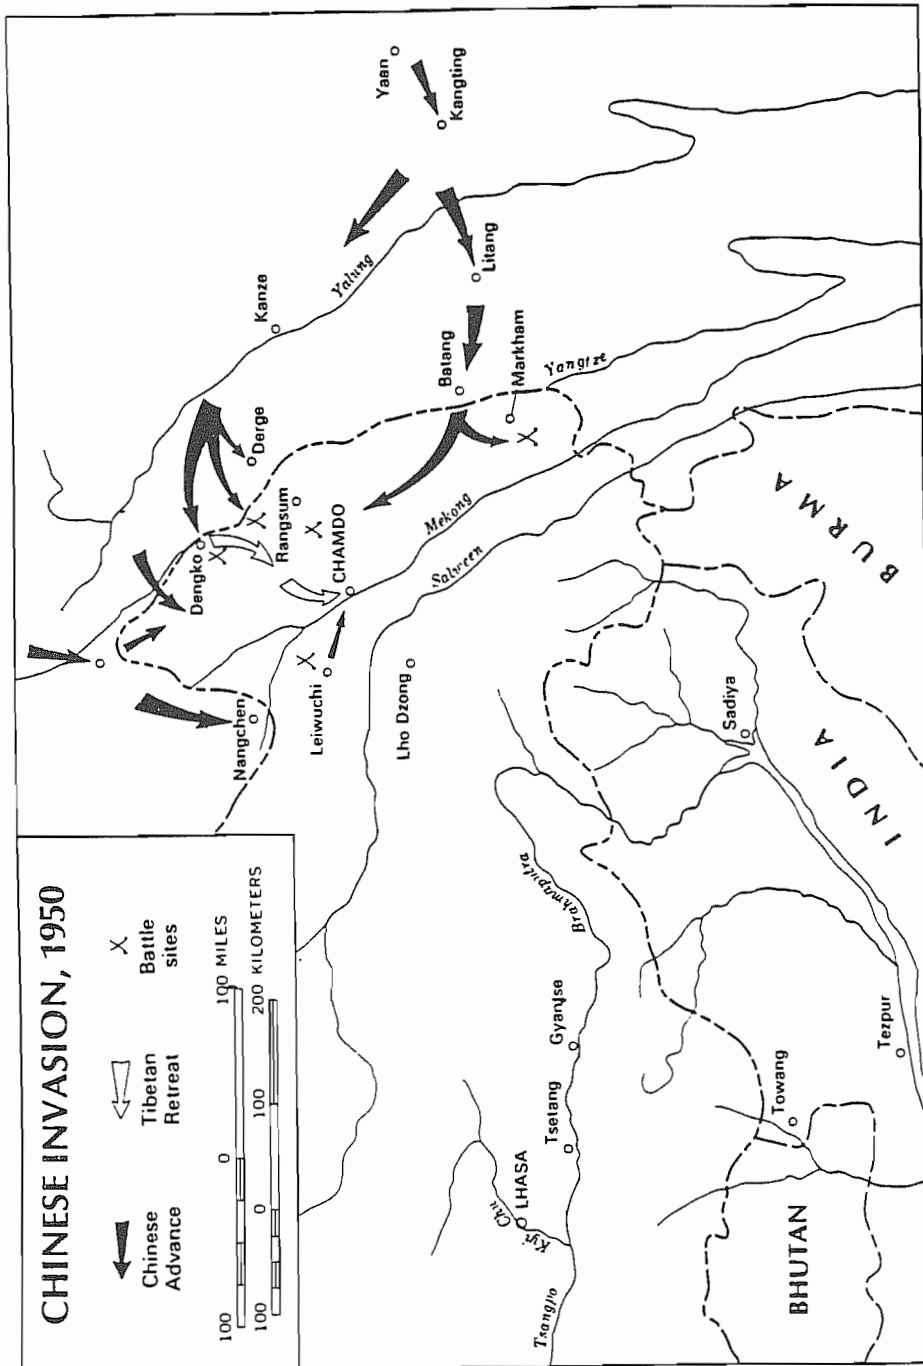 CHINESE INVASION, 1950
Chinese
Advance
Tibetan
Retreat
Battle
sites
100
0
100 MILES
100
0
100
200 KILOMETERS
Nangchen
Dengko
Derge
Kanze
Yalung
Yaan
Kangting
Litang
Batang
Markham
Yangtze
Rangsum
CHAMDO
Leiwuchi
Lho Dzong
Mekong
Salween
Kyi
Chu
LHASA
Tsangpo
Tsetang
Gyantse
Brahmaputra
BHUTAN
Towang
Tezpur
Sadiya
INDIA
BURMA